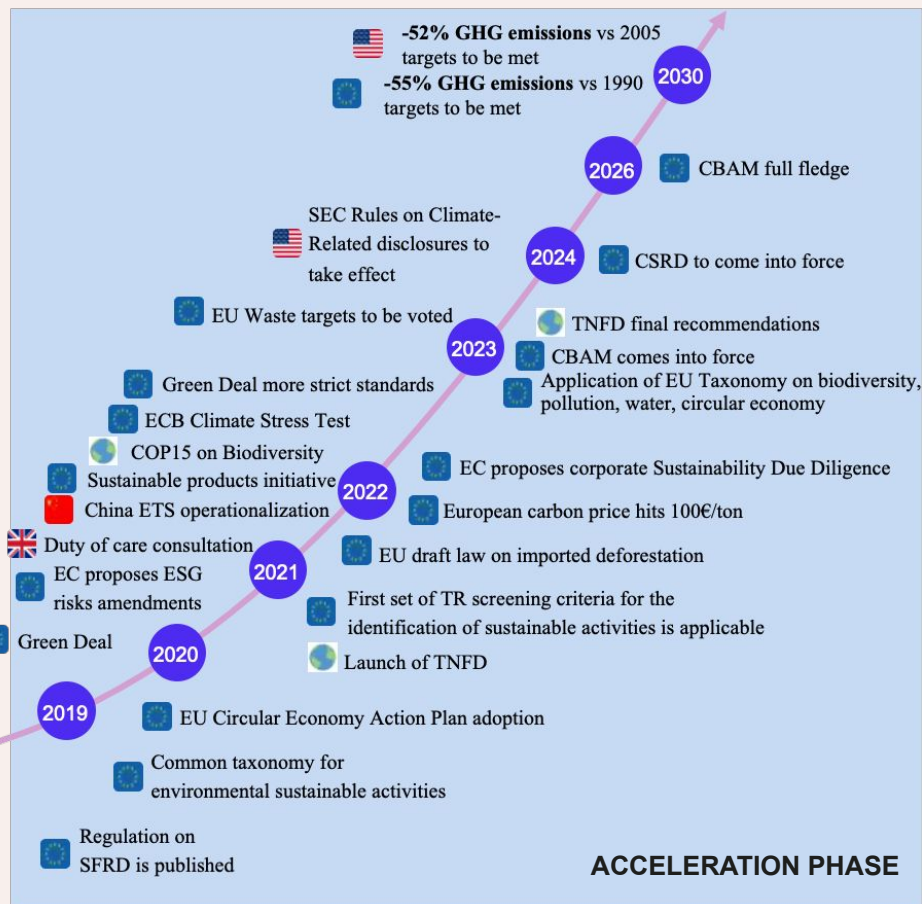 -52% GHG emissions vs 2005
targets to be met
-55% GHG emissions vs 1990
targets to be met
2030
2026
CBAM full fledge
SEC Rules on Climate-
Related disclosures to
take effect
2024
CSRD to come into force
EU Waste targets to be voted
2023
TNFD final recommendations
CBAM comes into force
Application of EU Taxonomy on biodiversity,
pollution, water, circular economy
Green Deal more strict standards
ECB Climate Stress Test
COP15 on Biodiversity
Sustainable products initiative
China ETS operationalization
2022
EC proposes corporate Sustainability Due Diligence
European carbon price hits 100€/ton
EU draft law on imported deforestation
Duty of care consultation
EC proposes ESG
risks amendments
2021
First set of TR screening criteria for the
identification of sustainable activities is applicable
Launch of TNFD
Green Deal
2020
2019
EU Circular Economy Action Plan adoption
Common taxonomy for
environmental sustainable activities
Regulation on
SFRD is published
ACCELERATION PHASE